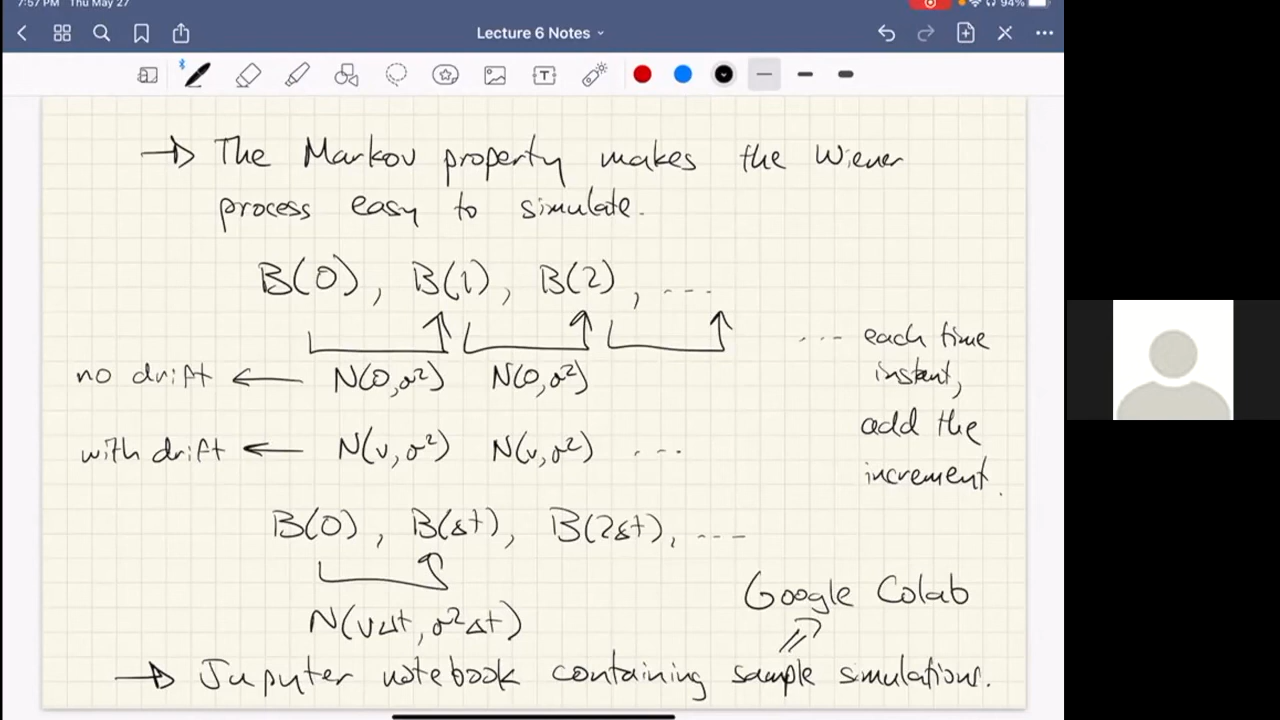 7:57 PM Thu May 27
94%
Lecture 6 Notes
→ The Markov property makes the Wiener
process easy to simulate.
B(0), B(1), B(2), ...
... each time
instant,
add the
increment.
no drift ← N(0,σ²) N(0,σ²)
with drift ← N(v,σ²) N(v,σ²) ...
B(0), B(Δt), B(2Δt), ...
N(vΔt, σ²Δt)
Google Colab
→ Jupyter notebook containing sample simulations.